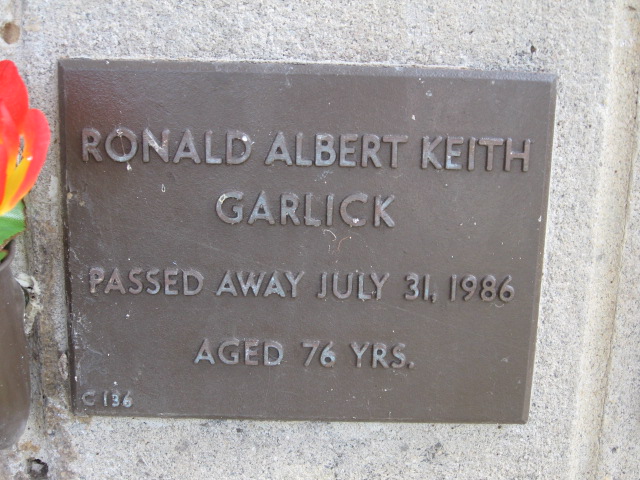 RONALD ALBERT KEITH
GARLICK
PASSED AWAY JULY 31, 1986
AGED 76 YRS.
C 136